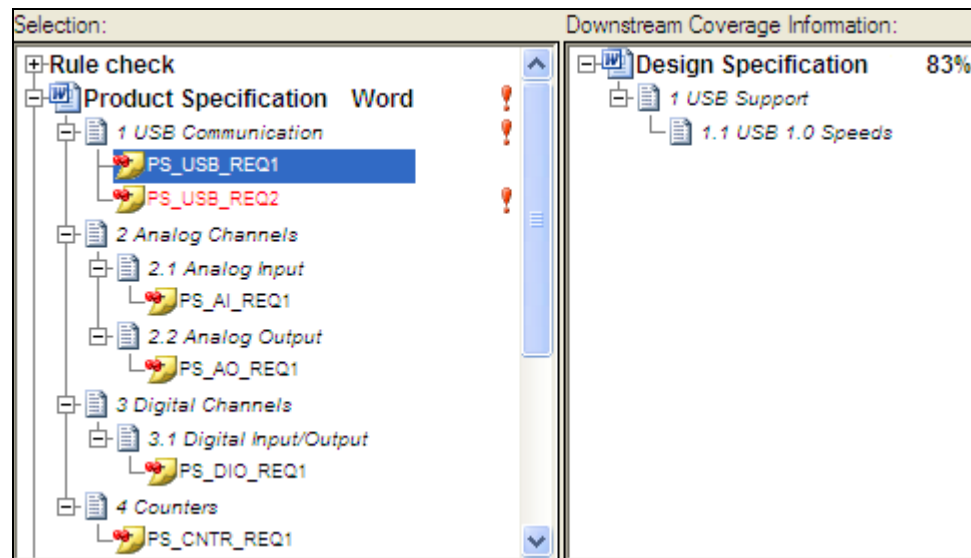 Selection:
Rule check
Product Specification Word
1 USB Communication
PS_USB_REQ1
PS_USB_REQ2
2 Analog Channels
2.1 Analog Input
PS_AI_REQ1
2.2 Analog Output
PS_AO_REQ1
3 Digital Channels
3.1 Digital Input/Output
PS_DIO_REQ1
4 Counters
PS_CNTR_REQ1
Downstream Coverage Information:
Design Specification 83%
1 USB Support
1.1 USB 1.0 Speeds